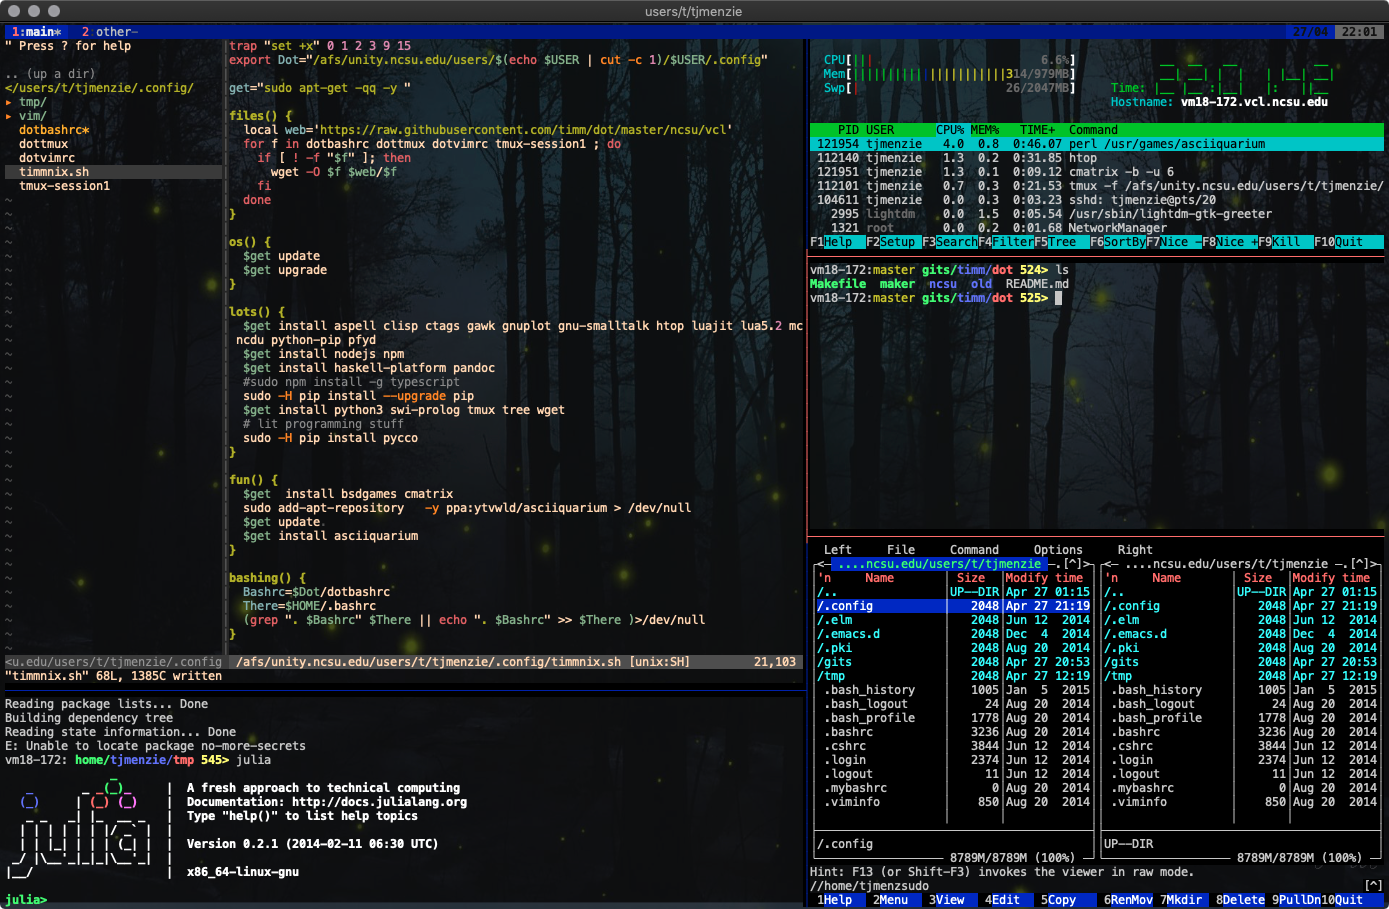 users/t/tjmenzie
1:main* 2 other- 27/04 22:01
" Press ? for help
.. (up a dir)
</users/t/tjmenzie/.config/
▸ tmp/
▸ vim/
dotbashrc*
dottmux
dotvimrc
timmnix.sh
tmux-session1
trap "set +x" 0 1 2 3 9 15
export Dot="/afs/unity.ncsu.edu/users/$(echo $USER | cut -c 1)/$USER/.config"
get="sudo apt-get -qq -y "
files() {
local web='https://raw.githubusercontent.com/timm/dot/master/ncsu/vcl'
for f in dotbashrc dottmux dotvimrc tmux-session1 ; do
if [ ! -f "$f" ]; then
wget -O $f $web/$f
fi
done
}
os() {
$get update
$get upgrade
}
lots() {
$get install aspell clisp ctags gawk gnuplot gnu-smalltalk htop luajit lua5.2 mc
ncdu python-pip pfyd
$get install nodejs npm
$get install haskell-platform pandoc
#sudo npm install -g typescript
sudo -H pip install --upgrade pip
$get install python3 swi-prolog tmux tree wget
# lit programming stuff
sudo -H pip install pycco
}
fun() {
$get  install bsdgames cmatrix
sudo add-apt-repository   -y ppa:ytvwld/asciiquarium > /dev/null
$get update
$get install asciiquarium
}
bashing() {
Bashrc=$Dot/dotbashrc
There=$HOME/.bashrc
(grep ". $Bashrc" $There || echo ". $Bashrc" >> $There )>/dev/null
}
<u.edu/users/t/tjmenzie/.config /afs/unity.ncsu.edu/users/t/tjmenzie/.config/timmnix.sh [unix:SH] 21,103
"timmnix.sh" 68L, 1385C written
Reading package lists... Done
Building dependency tree
Reading state information... Done
E: Unable to locate package no-more-secrets
vm18-172: home/tjmenzie/tmp 545> julia
| A fresh approach to technical computing
| Documentation: http://docs.julialang.org
| Type "help()" to list help topics
|
| Version 0.2.1 (2014-02-11 06:30 UTC)
|
| x86_64-linux-gnu
julia>
CPU[||| 6.6%]
Mem[||||||||||||||||||||||314/979MB]
Swp[| 26/2047MB]
Time:
Hostname: vm18-172.vcl.ncsu.edu
PID USER CPU% MEM% TIME+ Command
121954 tjmenzie 4.0 0.8 0:46.07 perl /usr/games/asciiquarium
112140 tjmenzie 1.3 0.2 0:31.85 htop
121951 tjmenzie 1.3 0.1 0:09.12 cmatrix -b -u 6
112101 tjmenzie 0.7 0.3 0:21.53 tmux -f /afs/unity.ncsu.edu/users/t/tjmenzie/
104611 tjmenzie 0.0 0.3 0:03.23 sshd: tjmenzie@pts/20
2995 lightdm 0.0 1.5 0:05.54 /usr/sbin/lightdm-gtk-greeter
1321 root 0.0 0.2 0:01.68 NetworkManager
F1Help F2Setup F3SearchF4FilterF5Tree F6SortByF7Nice -F8Nice +F9Kill F10Quit
vm18-172:master gits/timm/dot 524> ls
Makefile maker ncsu old README.md
vm18-172:master gits/timm/dot 525>
Left File Command Options Right
<- ....ncsu.edu/users/t/tjmenzie -.[^]> <- ....ncsu.edu/users/t/tjmenzie -.[^]>
'n Name Size Modify time 'n Name Size Modify time
/.. UP--DIR Apr 27 01:15 /.. UP--DIR Apr 27 01:15
/.config 2048 Apr 27 21:19 /.config 2048 Apr 27 21:19
/.elm 2048 Jun 12 2014 /.elm 2048 Jun 12 2014
/.emacs.d 2048 Dec 4 2014 /.emacs.d 2048 Dec 4 2014
/.pki 2048 Aug 20 2014 /.pki 2048 Aug 20 2014
/gits 2048 Apr 27 20:53 /gits 2048 Apr 27 20:53
/tmp 2048 Apr 27 12:19 /tmp 2048 Apr 27 12:19
.bash_history 1005 Jan 5 2015 .bash_history 1005 Jan 5 2015
.bash_logout 24 Aug 20 2014 .bash_logout 24 Aug 20 2014
.bash_profile 1778 Aug 20 2014 .bash_profile 1778 Aug 20 2014
.bashrc 3236 Aug 20 2014 .bashrc 3236 Aug 20 2014
.cshrc 3844 Jun 12 2014 .cshrc 3844 Jun 12 2014
.login 2374 Jun 12 2014 .login 2374 Jun 12 2014
.logout 11 Jun 12 2014 .logout 11 Jun 12 2014
.mybashrc 0 Aug 20 2014 .mybashrc 0 Aug 20 2014
.viminfo 850 Aug 20 2014 .viminfo 850 Aug 20 2014
/.config UP--DIR
8789M/8789M (100%) 8789M/8789M (100%)
Hint: F13 (or Shift-F3) invokes the viewer in raw mode.
//home/tjmenzsudo [^]
1Help 2Menu 3View 4Edit 5Copy 6RenMov 7Mkdir 8Delete 9PullDn10Quit